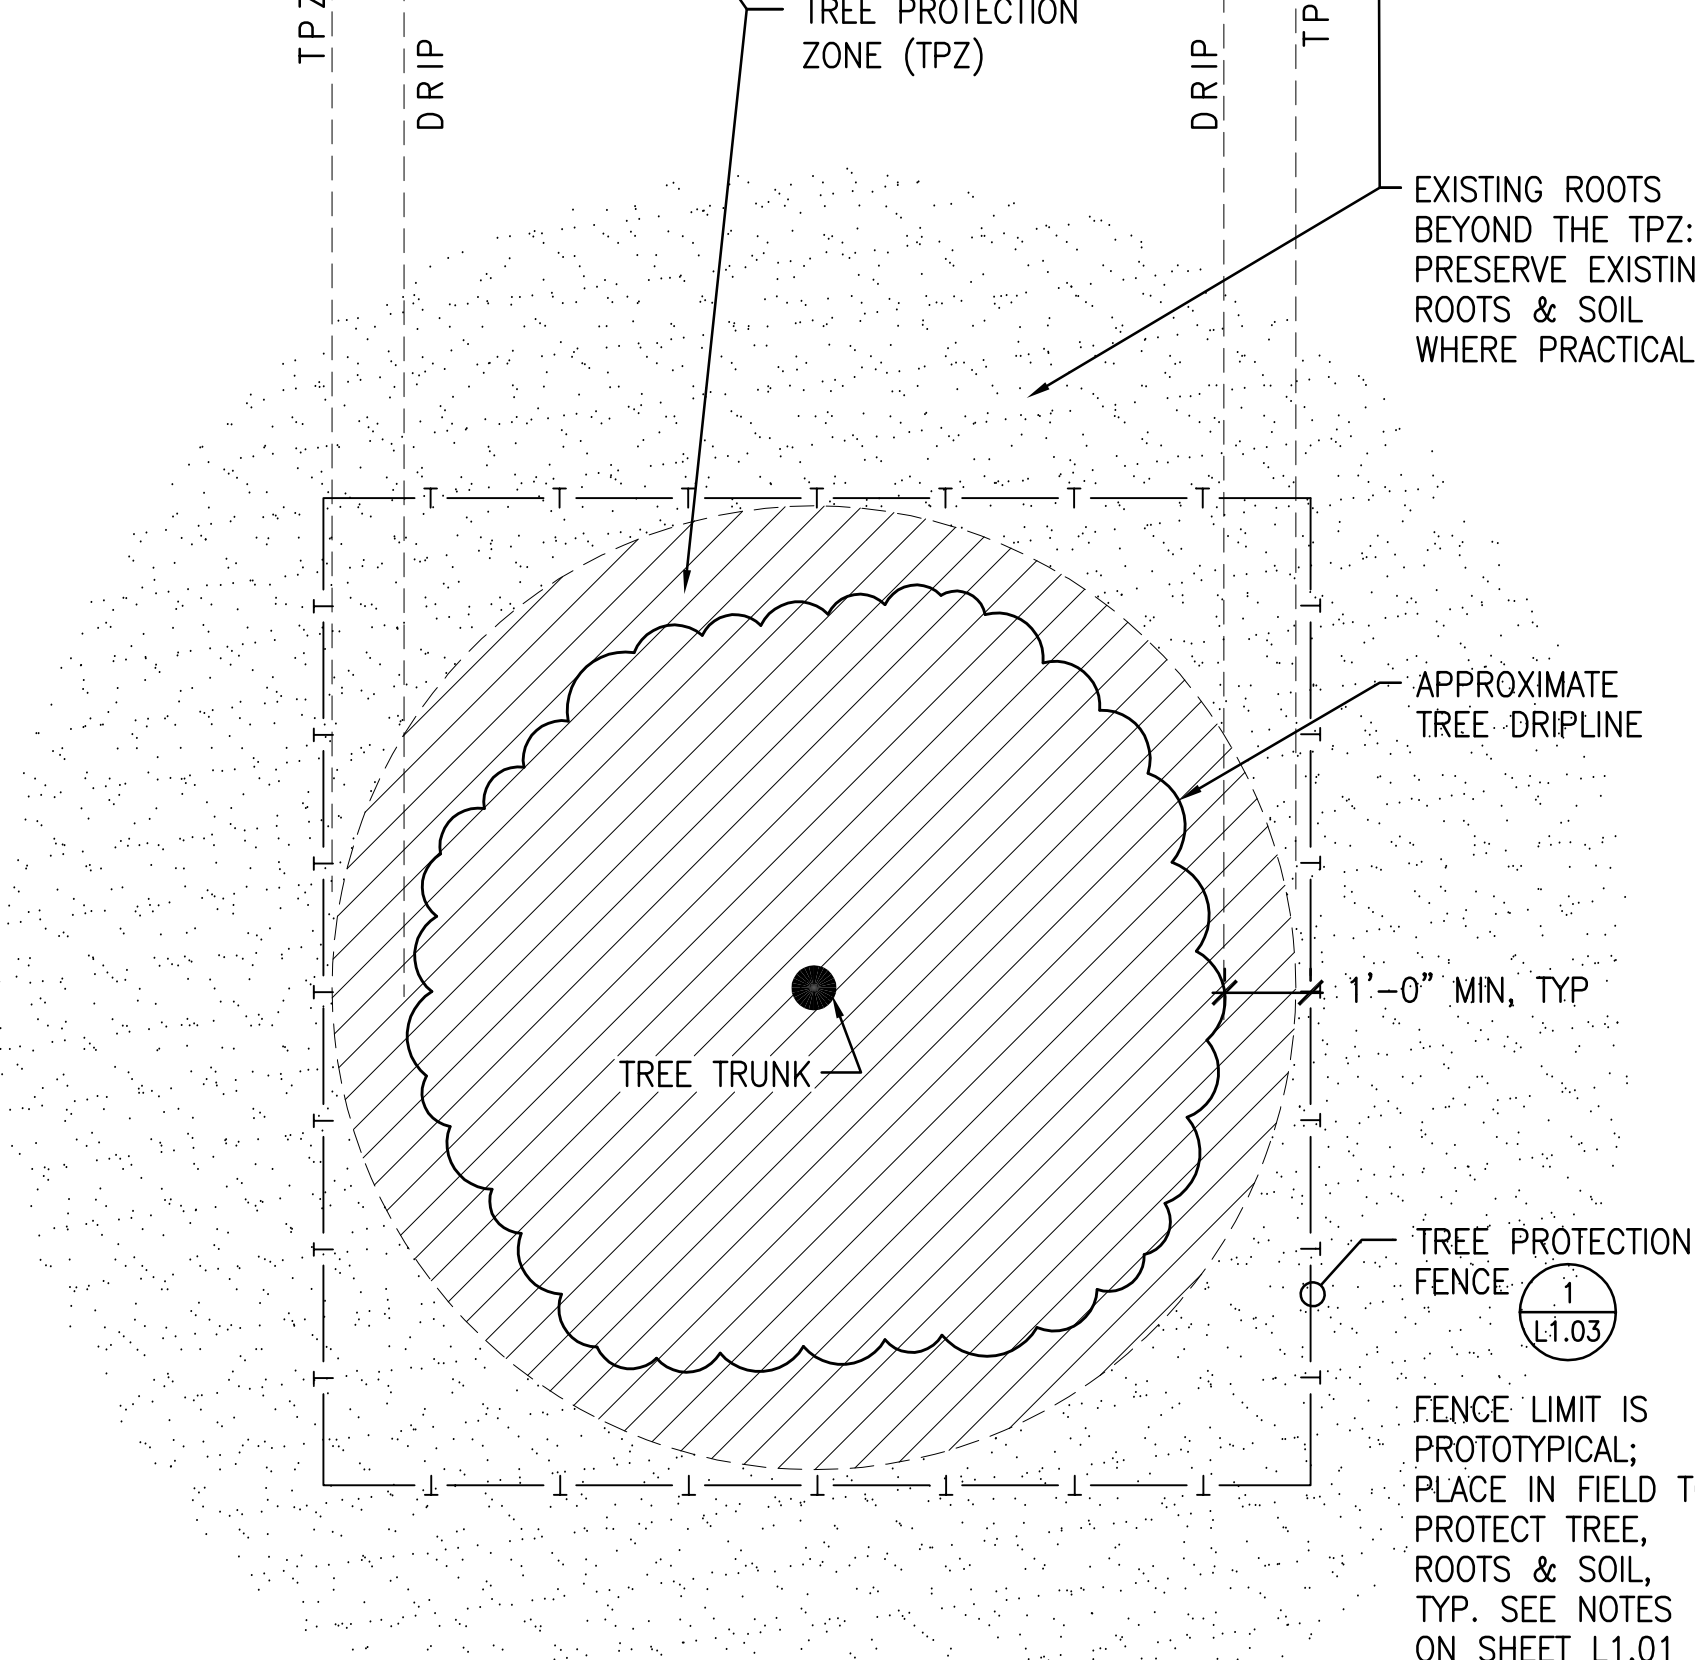 TREE PROTECTION
ZONE (TPZ)
TPZ
DRIP
DRIP
TP
EXISTING ROOTS
BEYOND THE TPZ:
PRESERVE EXISTIN
ROOTS & SOIL
WHERE PRACTICAL
APPROXIMATE
TREE DRIPLINE
1'-0" MIN, TYP
TREE TRUNK
TREE PROTECTION
FENCE
1
L1.03
FENCE LIMIT IS
PROTOTYPICAL;
PLACE IN FIELD T
PROTECT TREE,
ROOTS & SOIL,
TYP. SEE NOTES
ON SHEET L1.01